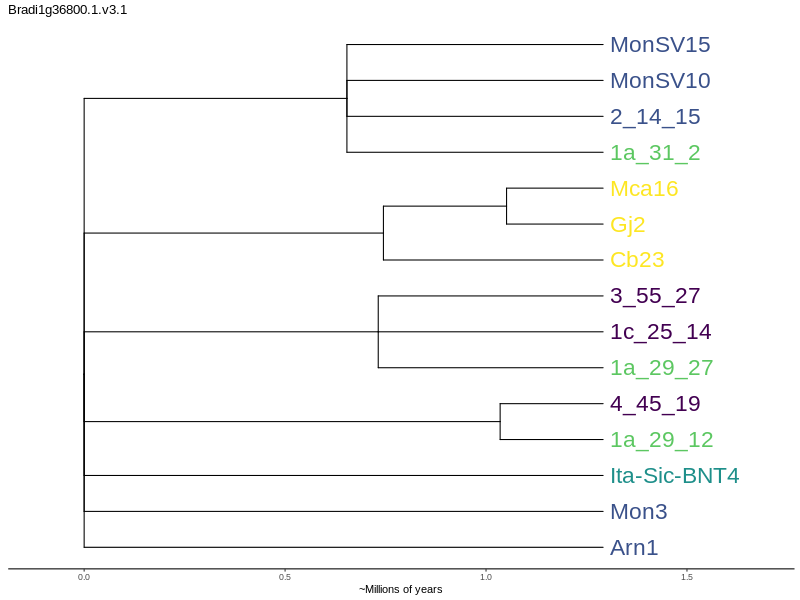 Bradi1g36800.1.v3.1
MonSV15
MonSV10
2_14_15
1a_31_2
Mca16
Gj2
Cb23
3_55_27
1c_25_14
1a_29_27
4_45_19
1a_29_12
Ita-Sic-BNT4
Mon3
Arn1
0.0 0.5 1.0 1.5
~Millions of years